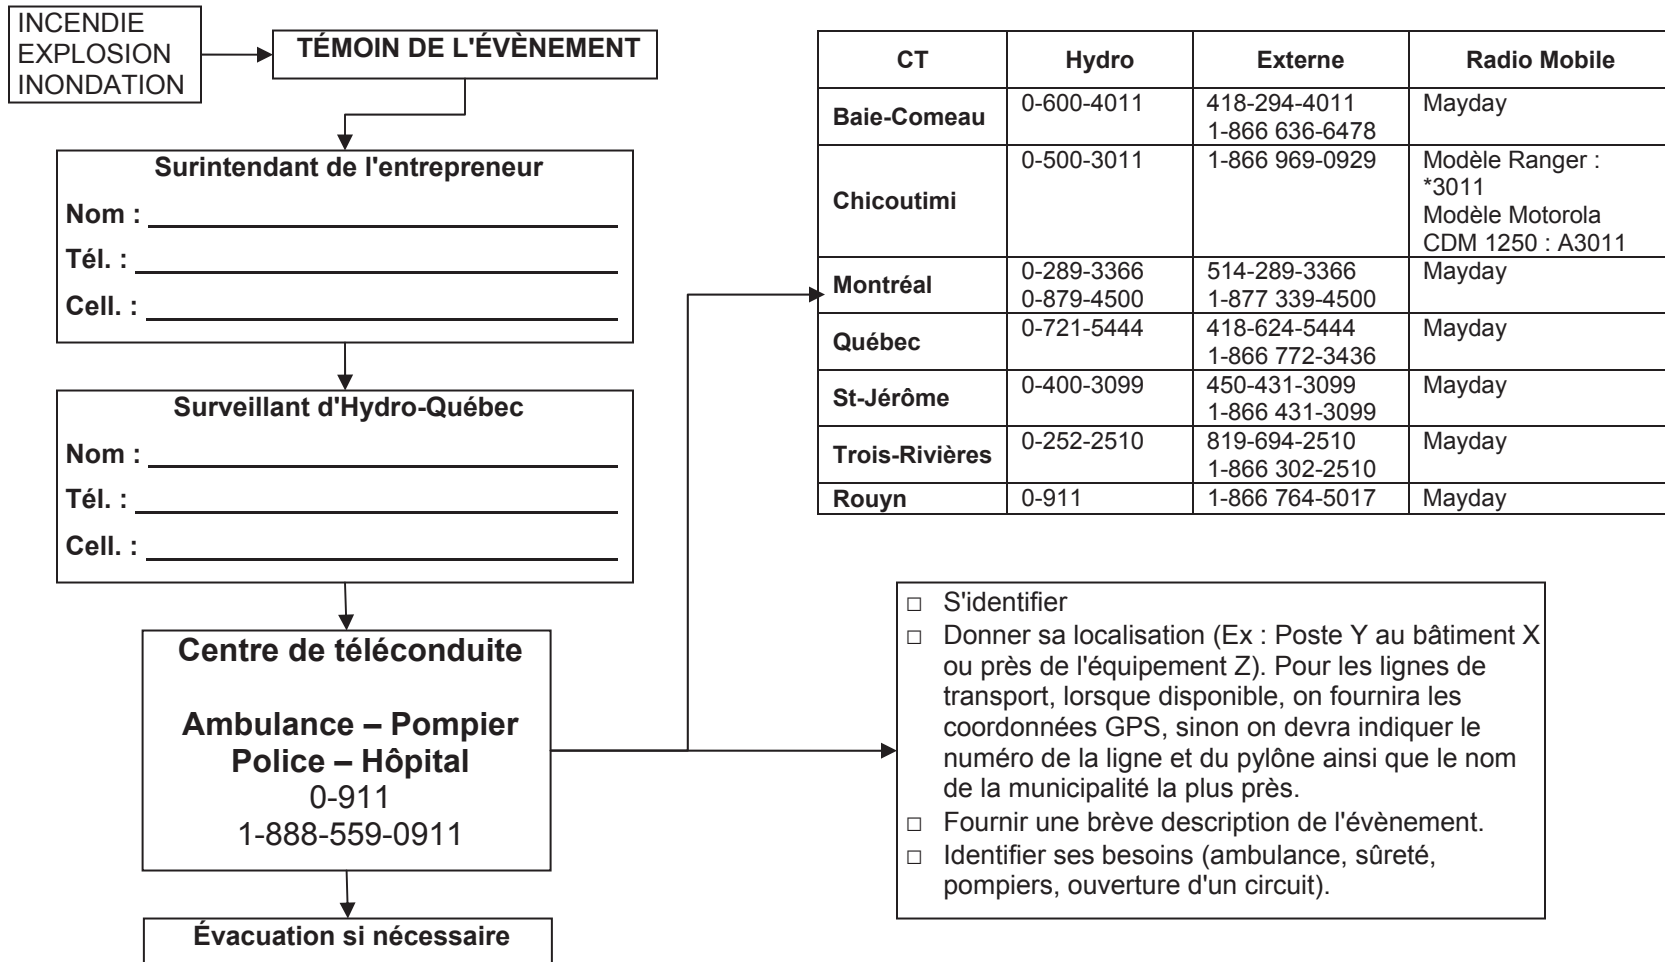 INCENDIE
EXPLOSION
INONDATION
TÉMOIN DE L'ÉVÈNEMENT
Surintendant de l'entrepreneur
Nom :
Tél. :
Cell. :
Surveillant d'Hydro-Québec
Nom :
Tél. :
Cell. :
Centre de téléconduite
Ambulance – Pompier
Police – Hôpital
0-911
1-888-559-0911
Évacuation si nécessaire
CT Hydro Externe Radio Mobile
Baie-Comeau 0-600-4011 418-294-4011 Mayday
1-866 636-6478
Chicoutimi 0-500-3011 1-866 969-0929 Modèle Ranger :
*3011
Modèle Motorola
CDM 1250 : A3011
Montréal 0-289-3366 514-289-3366 Mayday
0-879-4500 1-877 339-4500
Québec 0-721-5444 418-624-5444 Mayday
1-866 772-3436
St-Jérôme 0-400-3099 450-431-3099 Mayday
1-866 431-3099
Trois-Rivières 0-252-2510 819-694-2510 Mayday
1-866 302-2510
Rouyn 0-911 1-866 764-5017 Mayday
□ S'identifier
□ Donner sa localisation (Ex : Poste Y au bâtiment X
ou près de l'équipement Z). Pour les lignes de
transport, lorsque disponible, on fournira les
coordonnées GPS, sinon on devra indiquer le
numéro de la ligne et du pylône ainsi que le nom
de la municipalité la plus près.
□ Fournir une brève description de l'évènement.
□ Identifier ses besoins (ambulance, sûreté,
pompiers, ouverture d'un circuit).